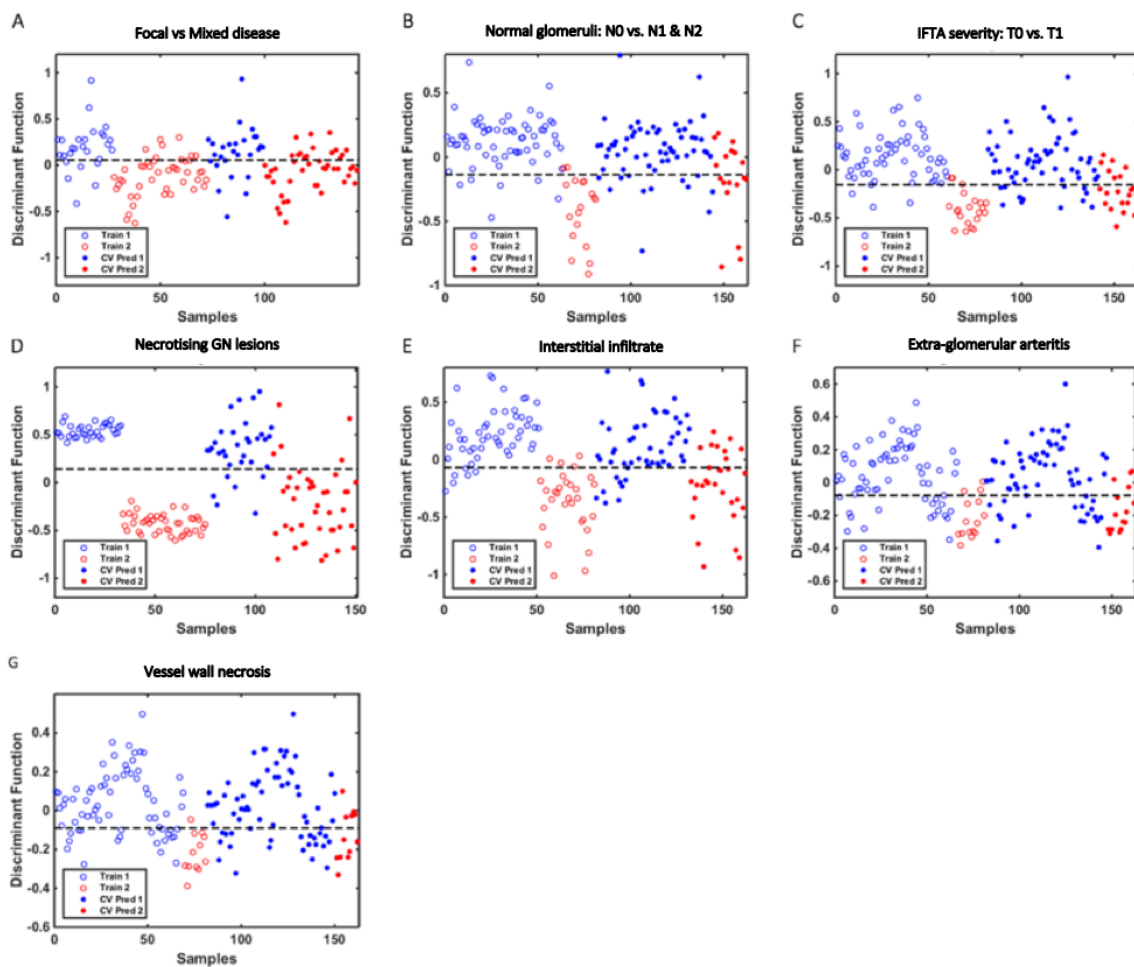 A
Focal vs Mixed disease
Discriminant Function
1
0.5
0
-0.5
-1
Train 1
Train 2
CV Pred 1
CV Pred 2
0 50 100
Samples
B
Normal glomeruli: N0 vs. N1 & N2
Discriminant Function
0.5
0
-0.5
-1
Train 1
Train 2
CV Pred 1
CV Pred 2
0 50 100 150
Samples
C
IFTA severity: T0 vs. T1
Discriminant Function
1
0.5
0
-0.5
-1
Train 1
Train 2
CV Pred 1
CV Pred 2
0 50 100 150
Samples
D
Necrotising GN lesions
Discriminant Function
1
0.5
0
-0.5
-1
Train 1
Train 2
CV Pred 1
CV Pred 2
0 50 100 150
Samples
E
Interstitial infiltrate
Discriminant Function
0.5
0
-0.5
-1
Train 1
Train 2
CV Pred 1
CV Pred 2
0 50 100 150
Samples
F
Extra-glomerular arteritis
Discriminant Function
0.6
0.4
0.2
0
-0.2
-0.4
-0.6
Train 1
Train 2
CV Pred 1
CV Pred 2
0 50 100 150
Samples
G
Vessel wall necrosis
Discriminant Function
0.4
0.2
0
-0.2
-0.4
-0.6
Train 1
Train 2
CV Pred 1
CV Pred 2
0 50 100 150
Samples